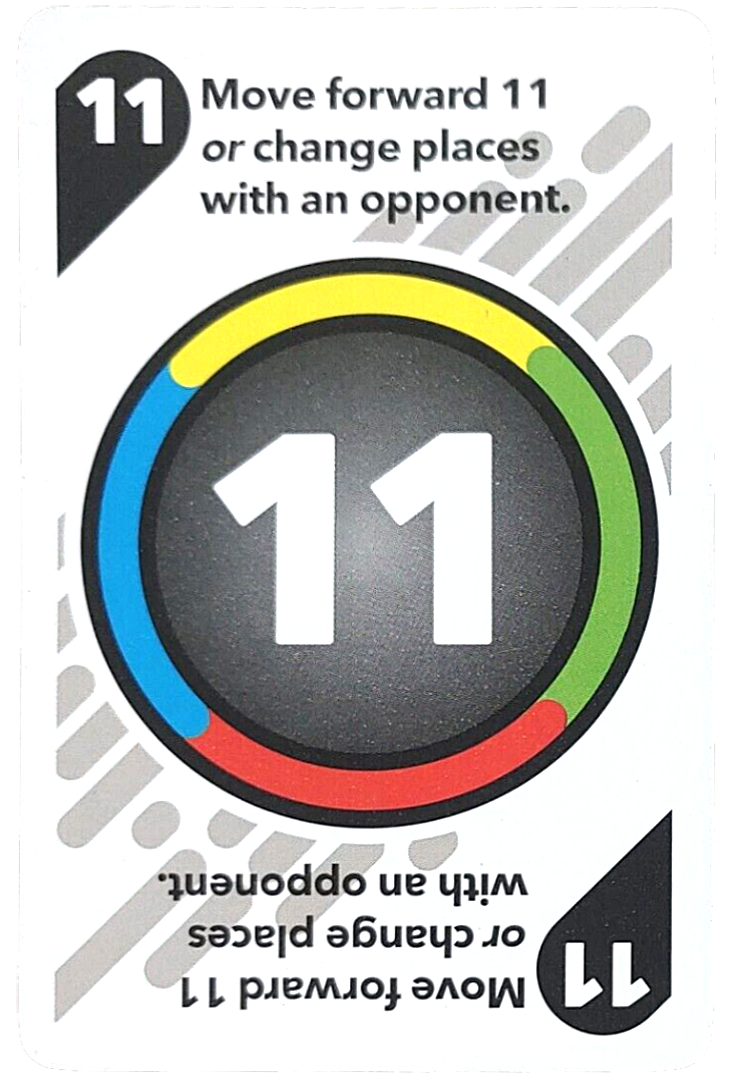 11
Move forward 11
or change places
with an opponent.
11
11
Move forward 11
or change places
with an opponent.